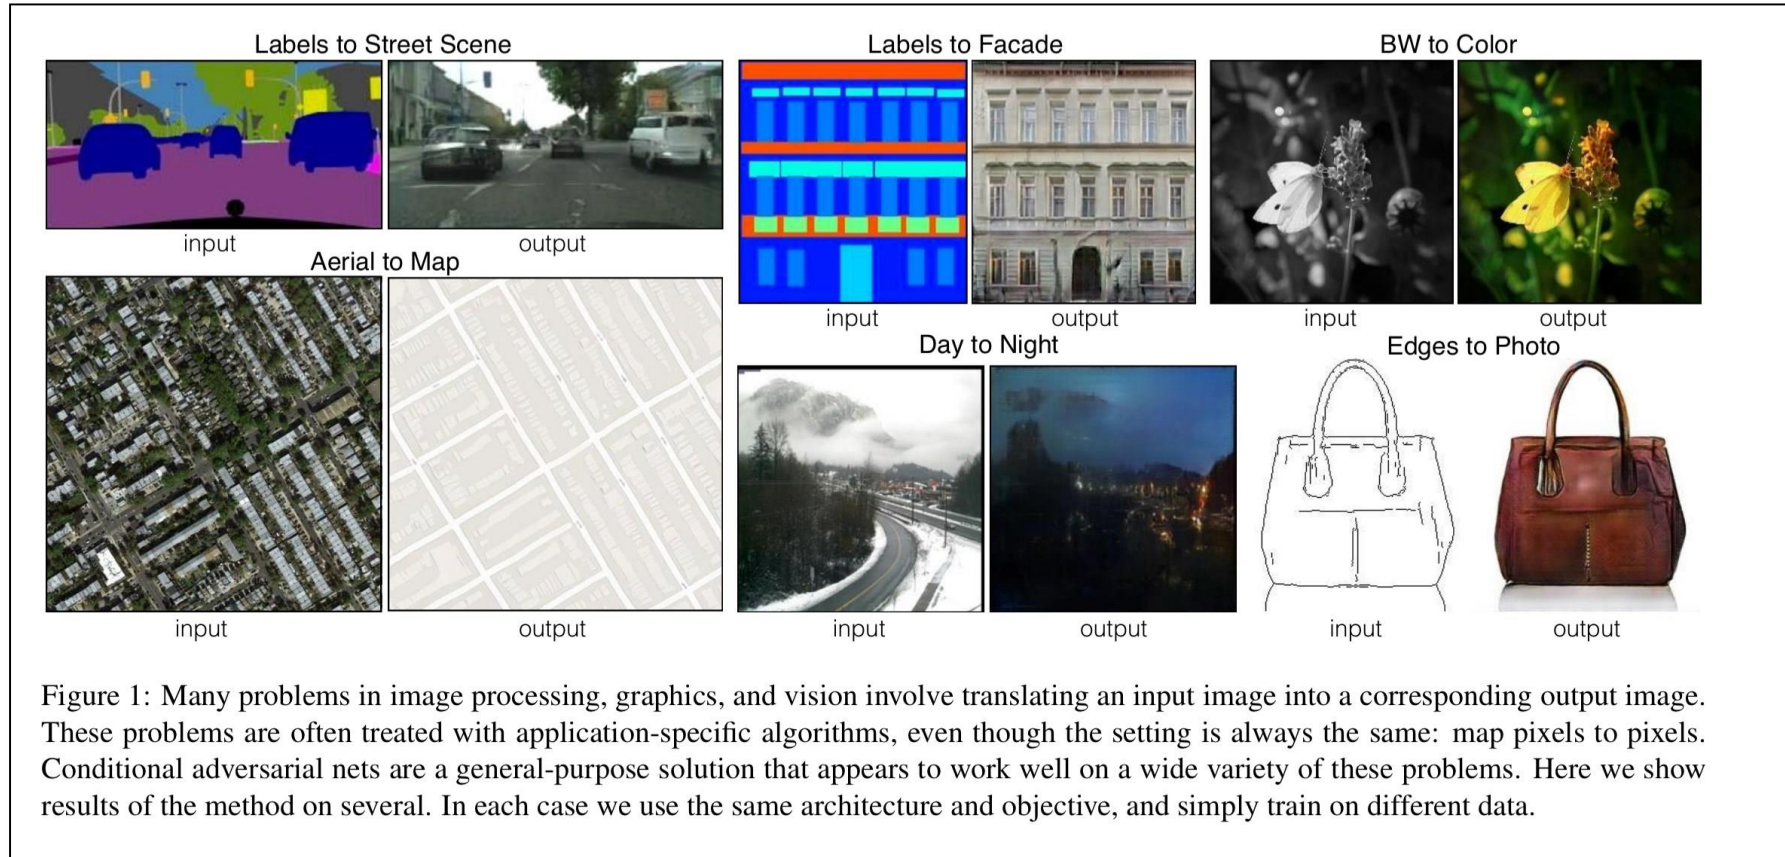 Labels to Street Scene
input
output
Aerial to Map
input
output
Labels to Facade
input
output
Day to Night
input
output
BW to Color
input
output
Edges to Photo
input
output
Figure 1: Many problems in image processing, graphics, and vision involve translating an input image into a corresponding output image.
These problems are often treated with application-specific algorithms, even though the setting is always the same: map pixels to pixels.
Conditional adversarial nets are a general-purpose solution that appears to work well on a wide variety of these problems. Here we show
results of the method on several. In each case we use the same architecture and objective, and simply train on different data.